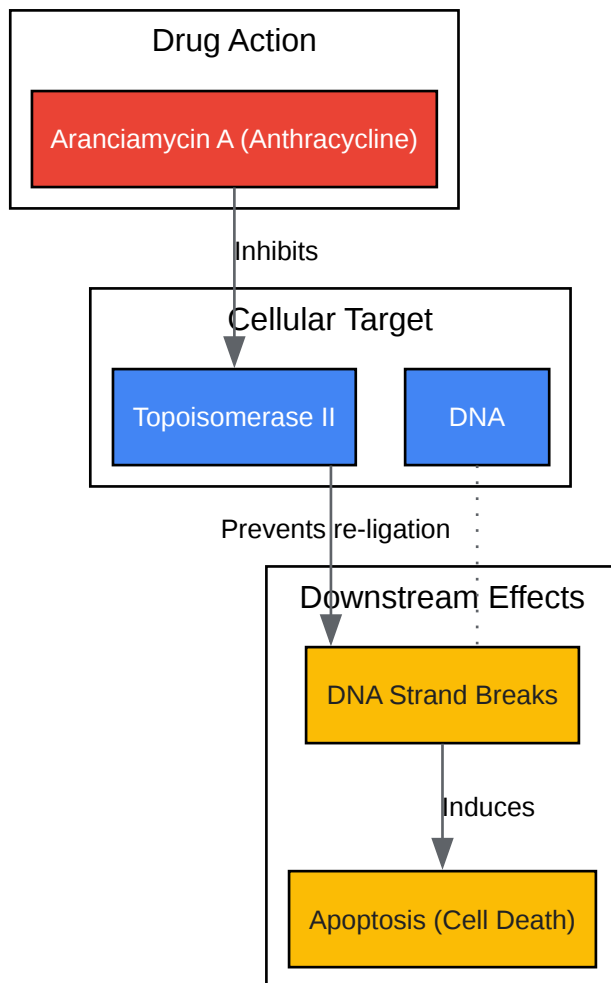 Drug Action
Aranciamycin A (Anthracycline)
Inhibits
Cellular Target
Topoisomerase II
DNA
Prevents re-ligation
Downstream Effects
DNA Strand Breaks
Induces
Apoptosis (Cell Death)